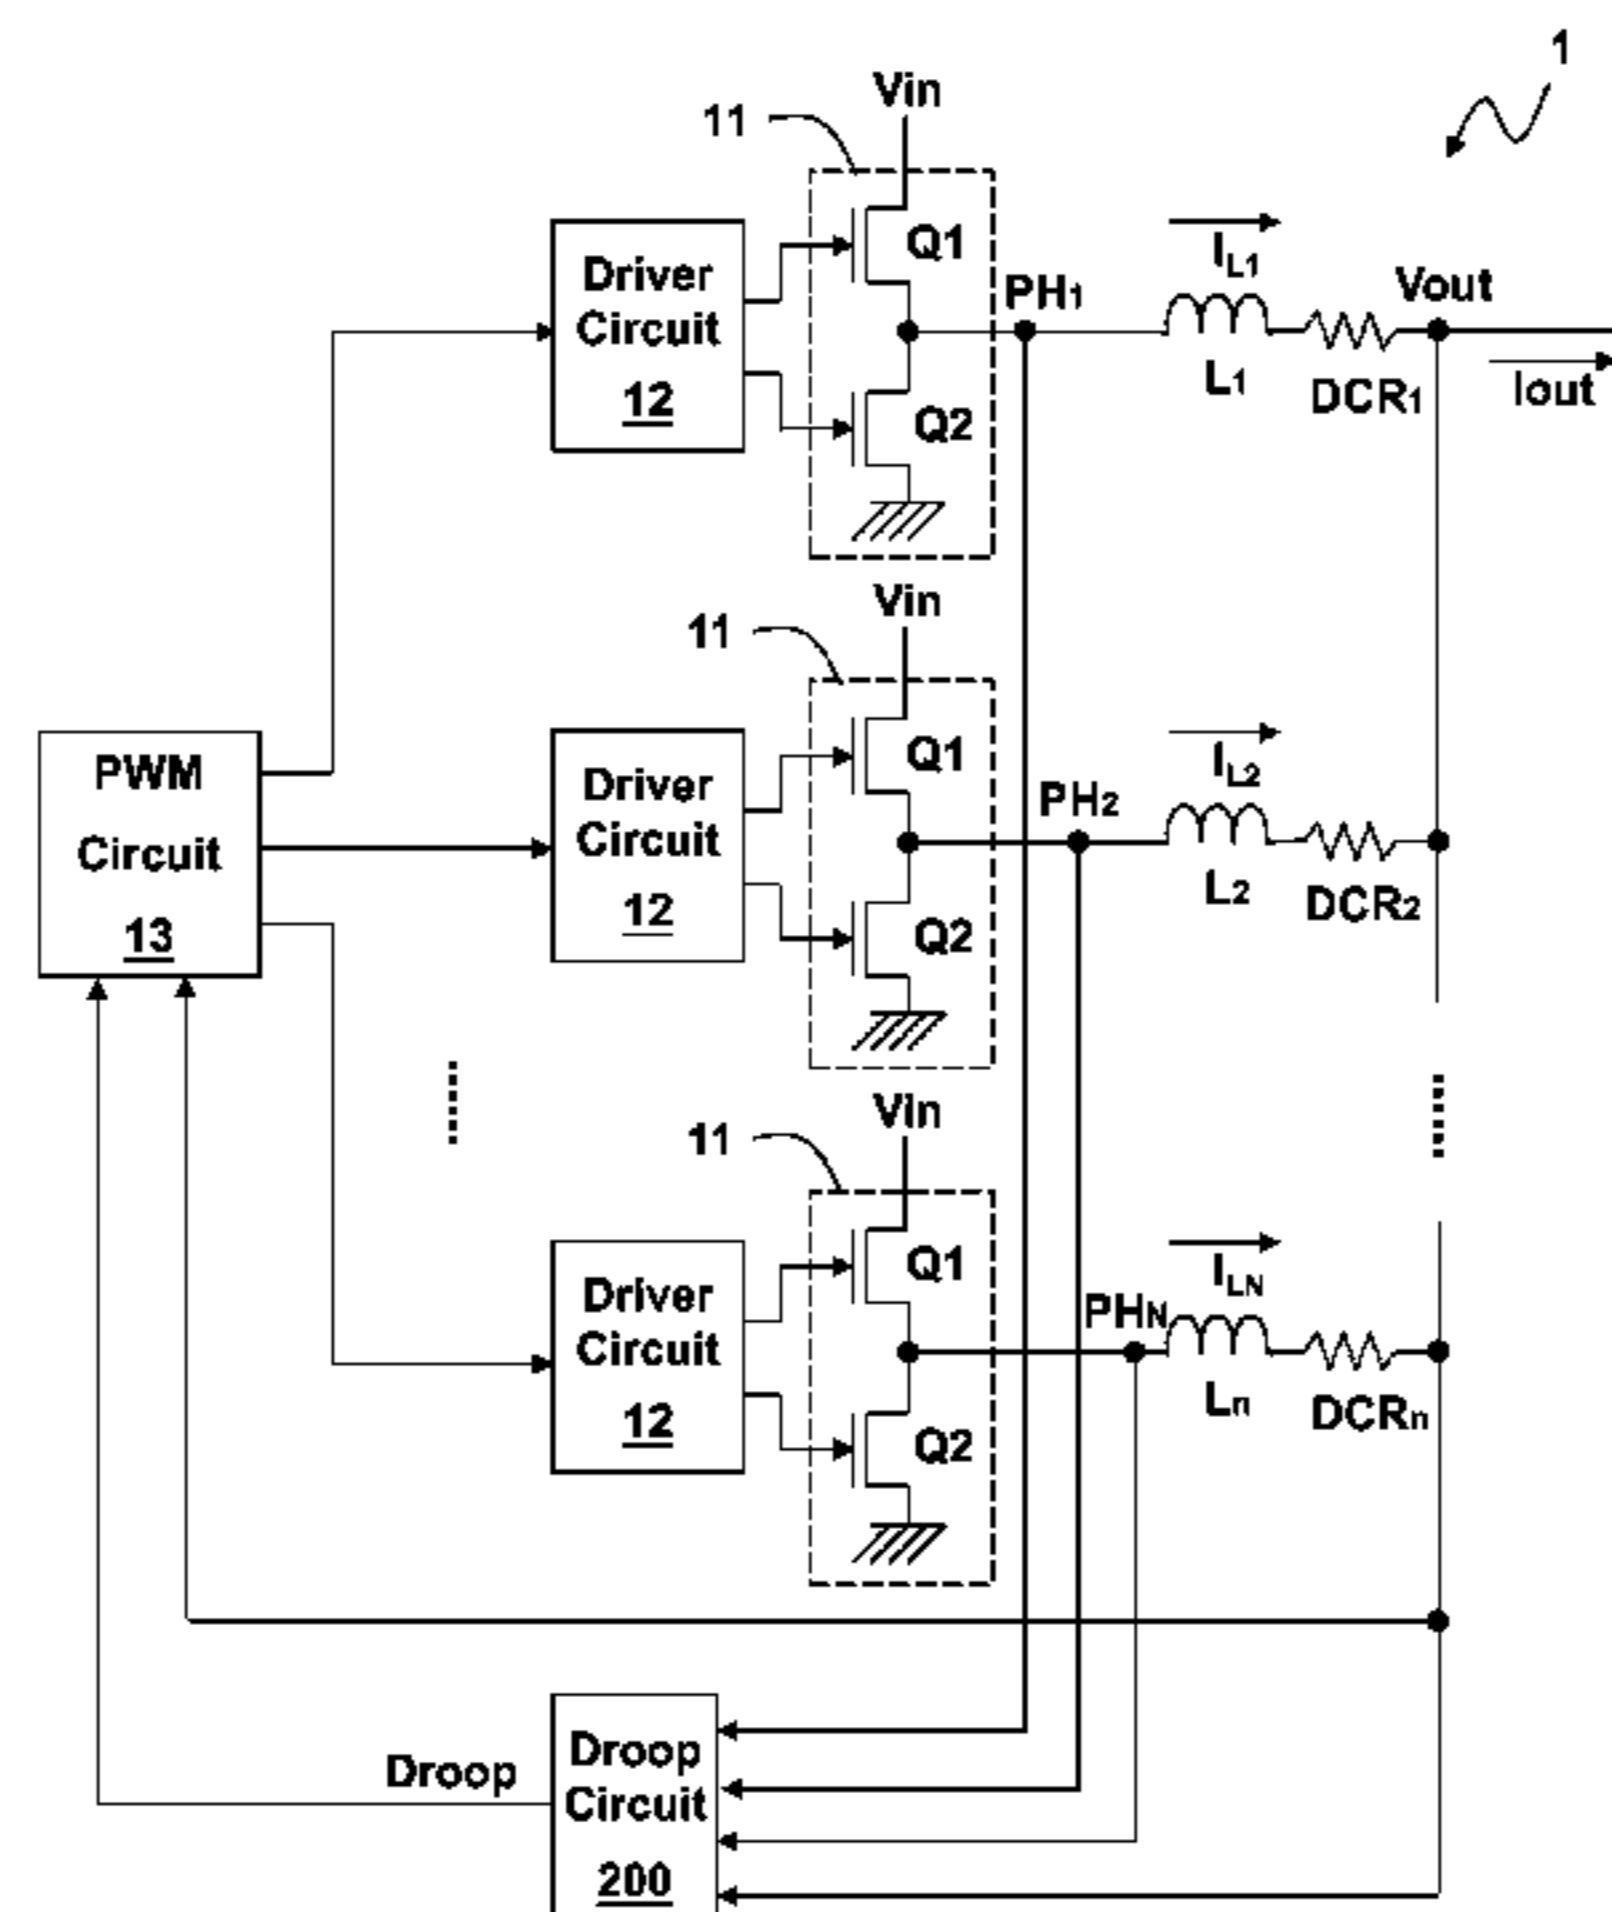 1
Vin
11
Q1
Driver
Circuit
12
Q2
PH1
IL1
L1
DCR1
Vout
Iout
Vin
11
Q1
Driver
Circuit
12
Q2
PH2
IL2
L2
DCR2
PWM
Circuit
13
Vin
11
Q1
Driver
Circuit
12
Q2
PHN
ILN
Ln
DCRn
Droop
Droop
Circuit
200